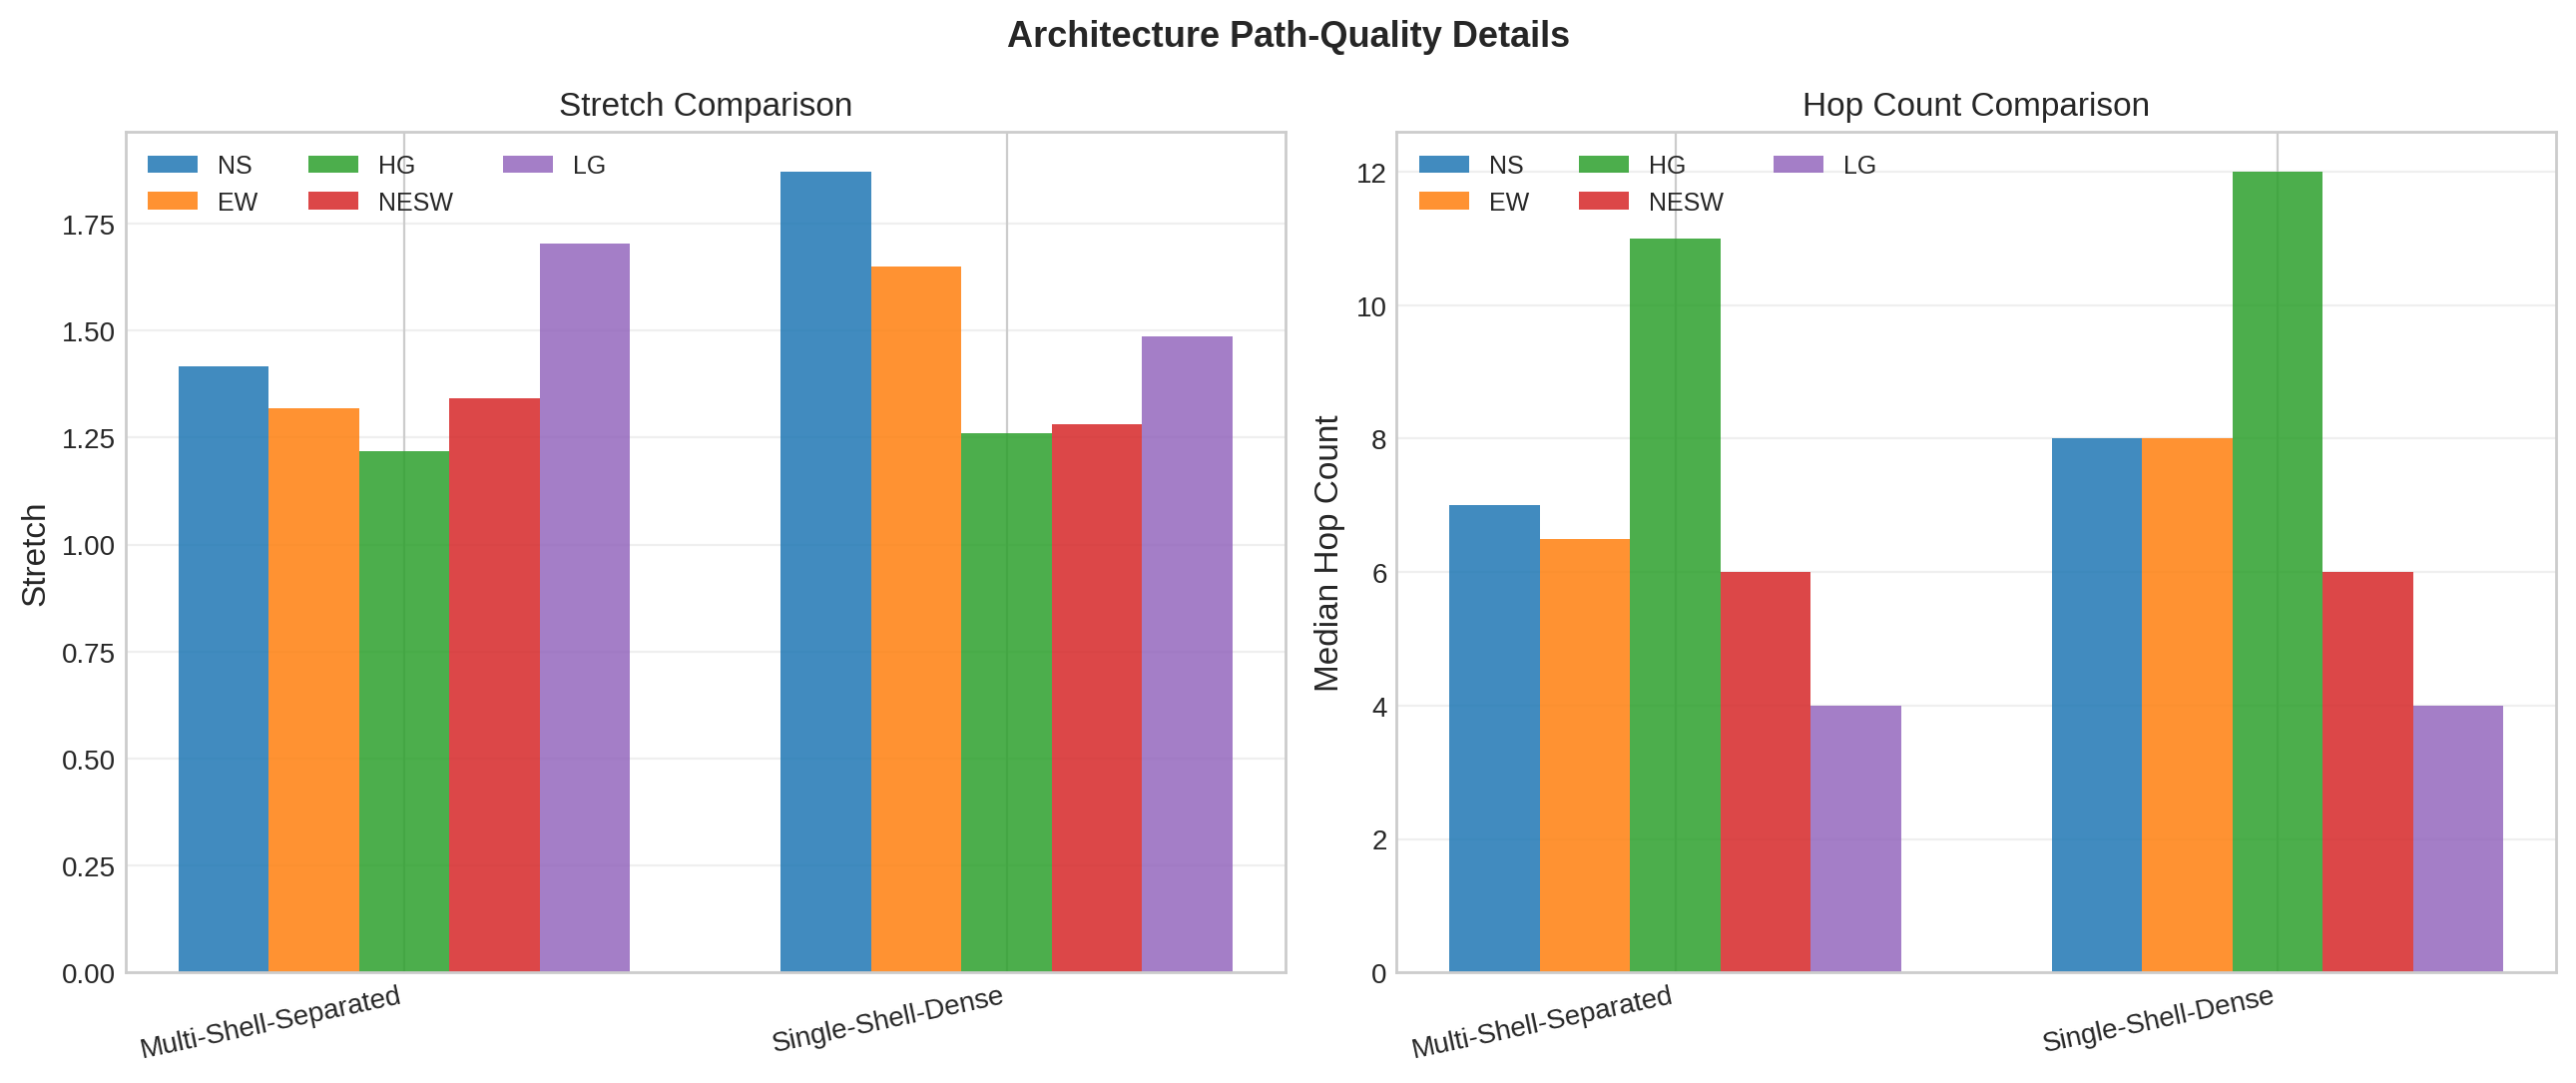 Architecture Path-Quality Details
Stretch Comparison
NS
HG
LG
EW
NESW
1.75
1.50
1.25
1.00
0.75
0.50
0.25
0.00
Stretch
Multi-Shell-Separated
Single-Shell-Dense
Hop Count Comparison
NS
HG
LG
EW
NESW
12
10
8
6
4
2
0
Median Hop Count
Multi-Shell-Separated
Single-Shell-Dense